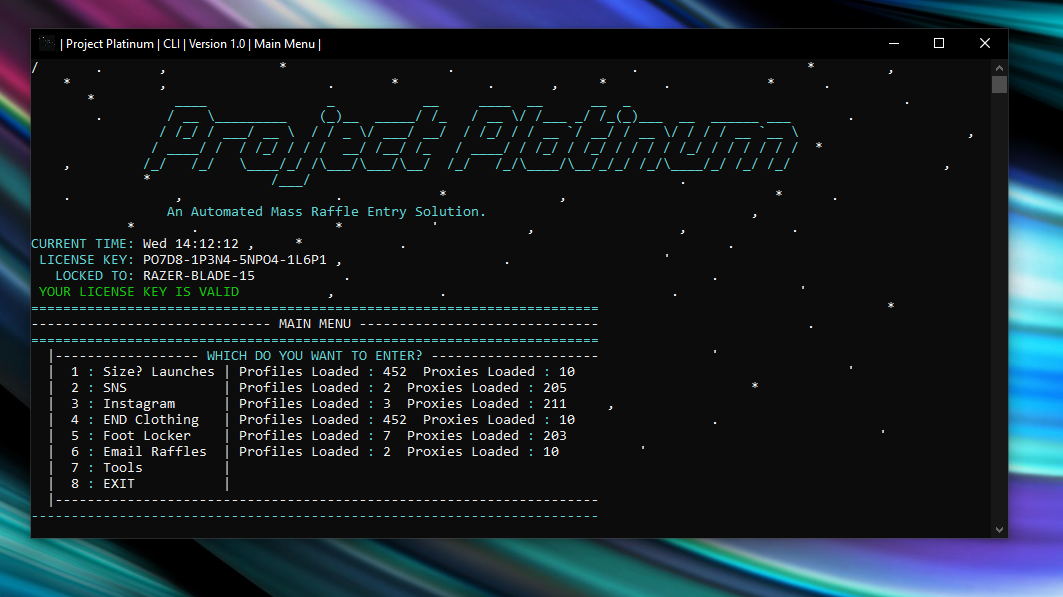 | Project Platinum | CLI | Version 1.0 | Main Menu |
Project Platinum
An Automated Mass Raffle Entry Solution.
CURRENT TIME: Wed 14:12:12
LICENSE KEY: PO7D8-1P3N4-5NPO4-1L6P1
LOCKED TO: RAZER-BLADE-15
YOUR LICENSE KEY IS VALID
MAIN MENU
WHICH DO YOU WANT TO ENTER?
1 : Size? Launches | Profiles Loaded : 452 Proxies Loaded : 10
2 : SNS | Profiles Loaded : 2 Proxies Loaded : 205
3 : Instagram | Profiles Loaded : 3 Proxies Loaded : 211
4 : END Clothing | Profiles Loaded : 452 Proxies Loaded : 10
5 : Foot Locker | Profiles Loaded : 7 Proxies Loaded : 203
6 : Email Raffles | Profiles Loaded : 2 Proxies Loaded : 10
7 : Tools |
8 : EXIT |